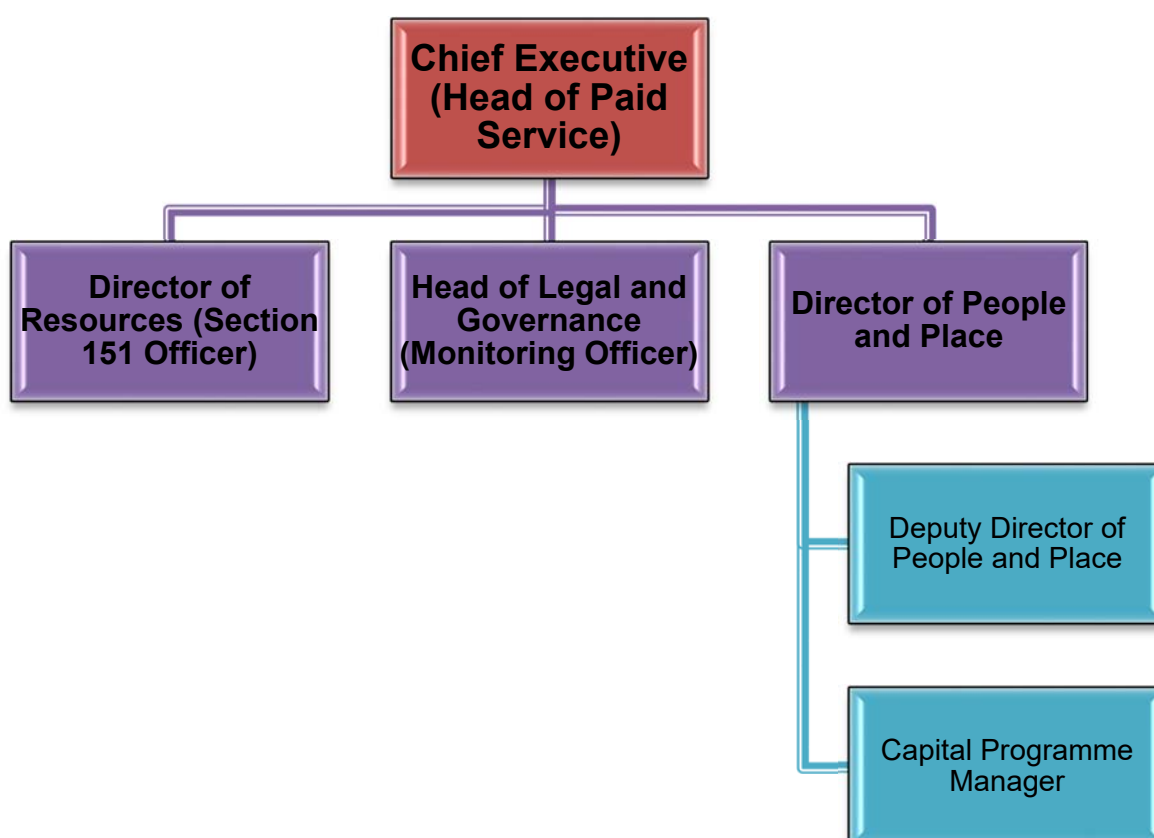 Chief Executive
(Head of Paid
Service)
Director of
Resources (Section
151 Officer)
Head of Legal and
Governance
(Monitoring Officer)
Director of People
and Place
Deputy Director of
People and Place
Capital Programme
Manager